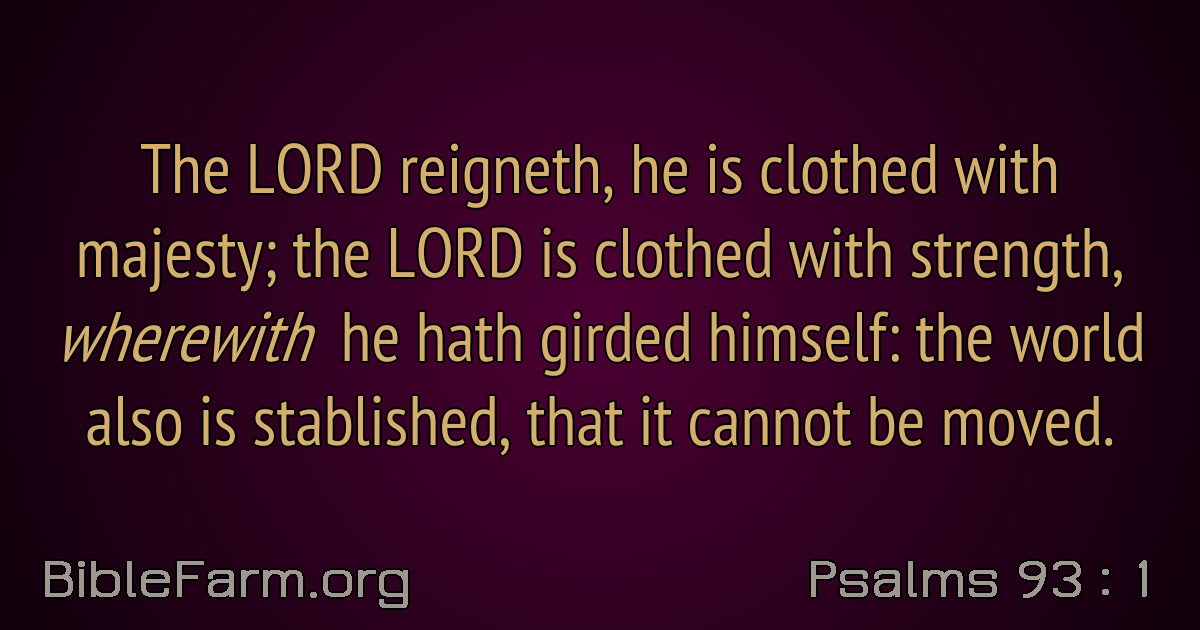 The LORD reigneth, he is clothed with
majesty; the LORD is clothed with strength,
wherewith he hath girded himself: the world
also is stablished, that it cannot be moved.
BibleFarm.org
Psalms 93 : 1